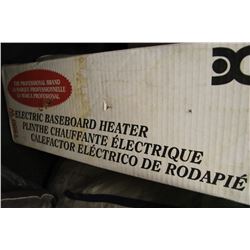 THE PROFESSIONAL BRAND
LA MARQUE PROFESSIONNELLE
LA MARCA PROFESIONAL
ELECTRIC BASEBOARD HEATER
PLINTHE CHAUFFANTE ÉLECTRIQUE
CALEFACTOR ELÉCTRICO DE RODAPIÉ